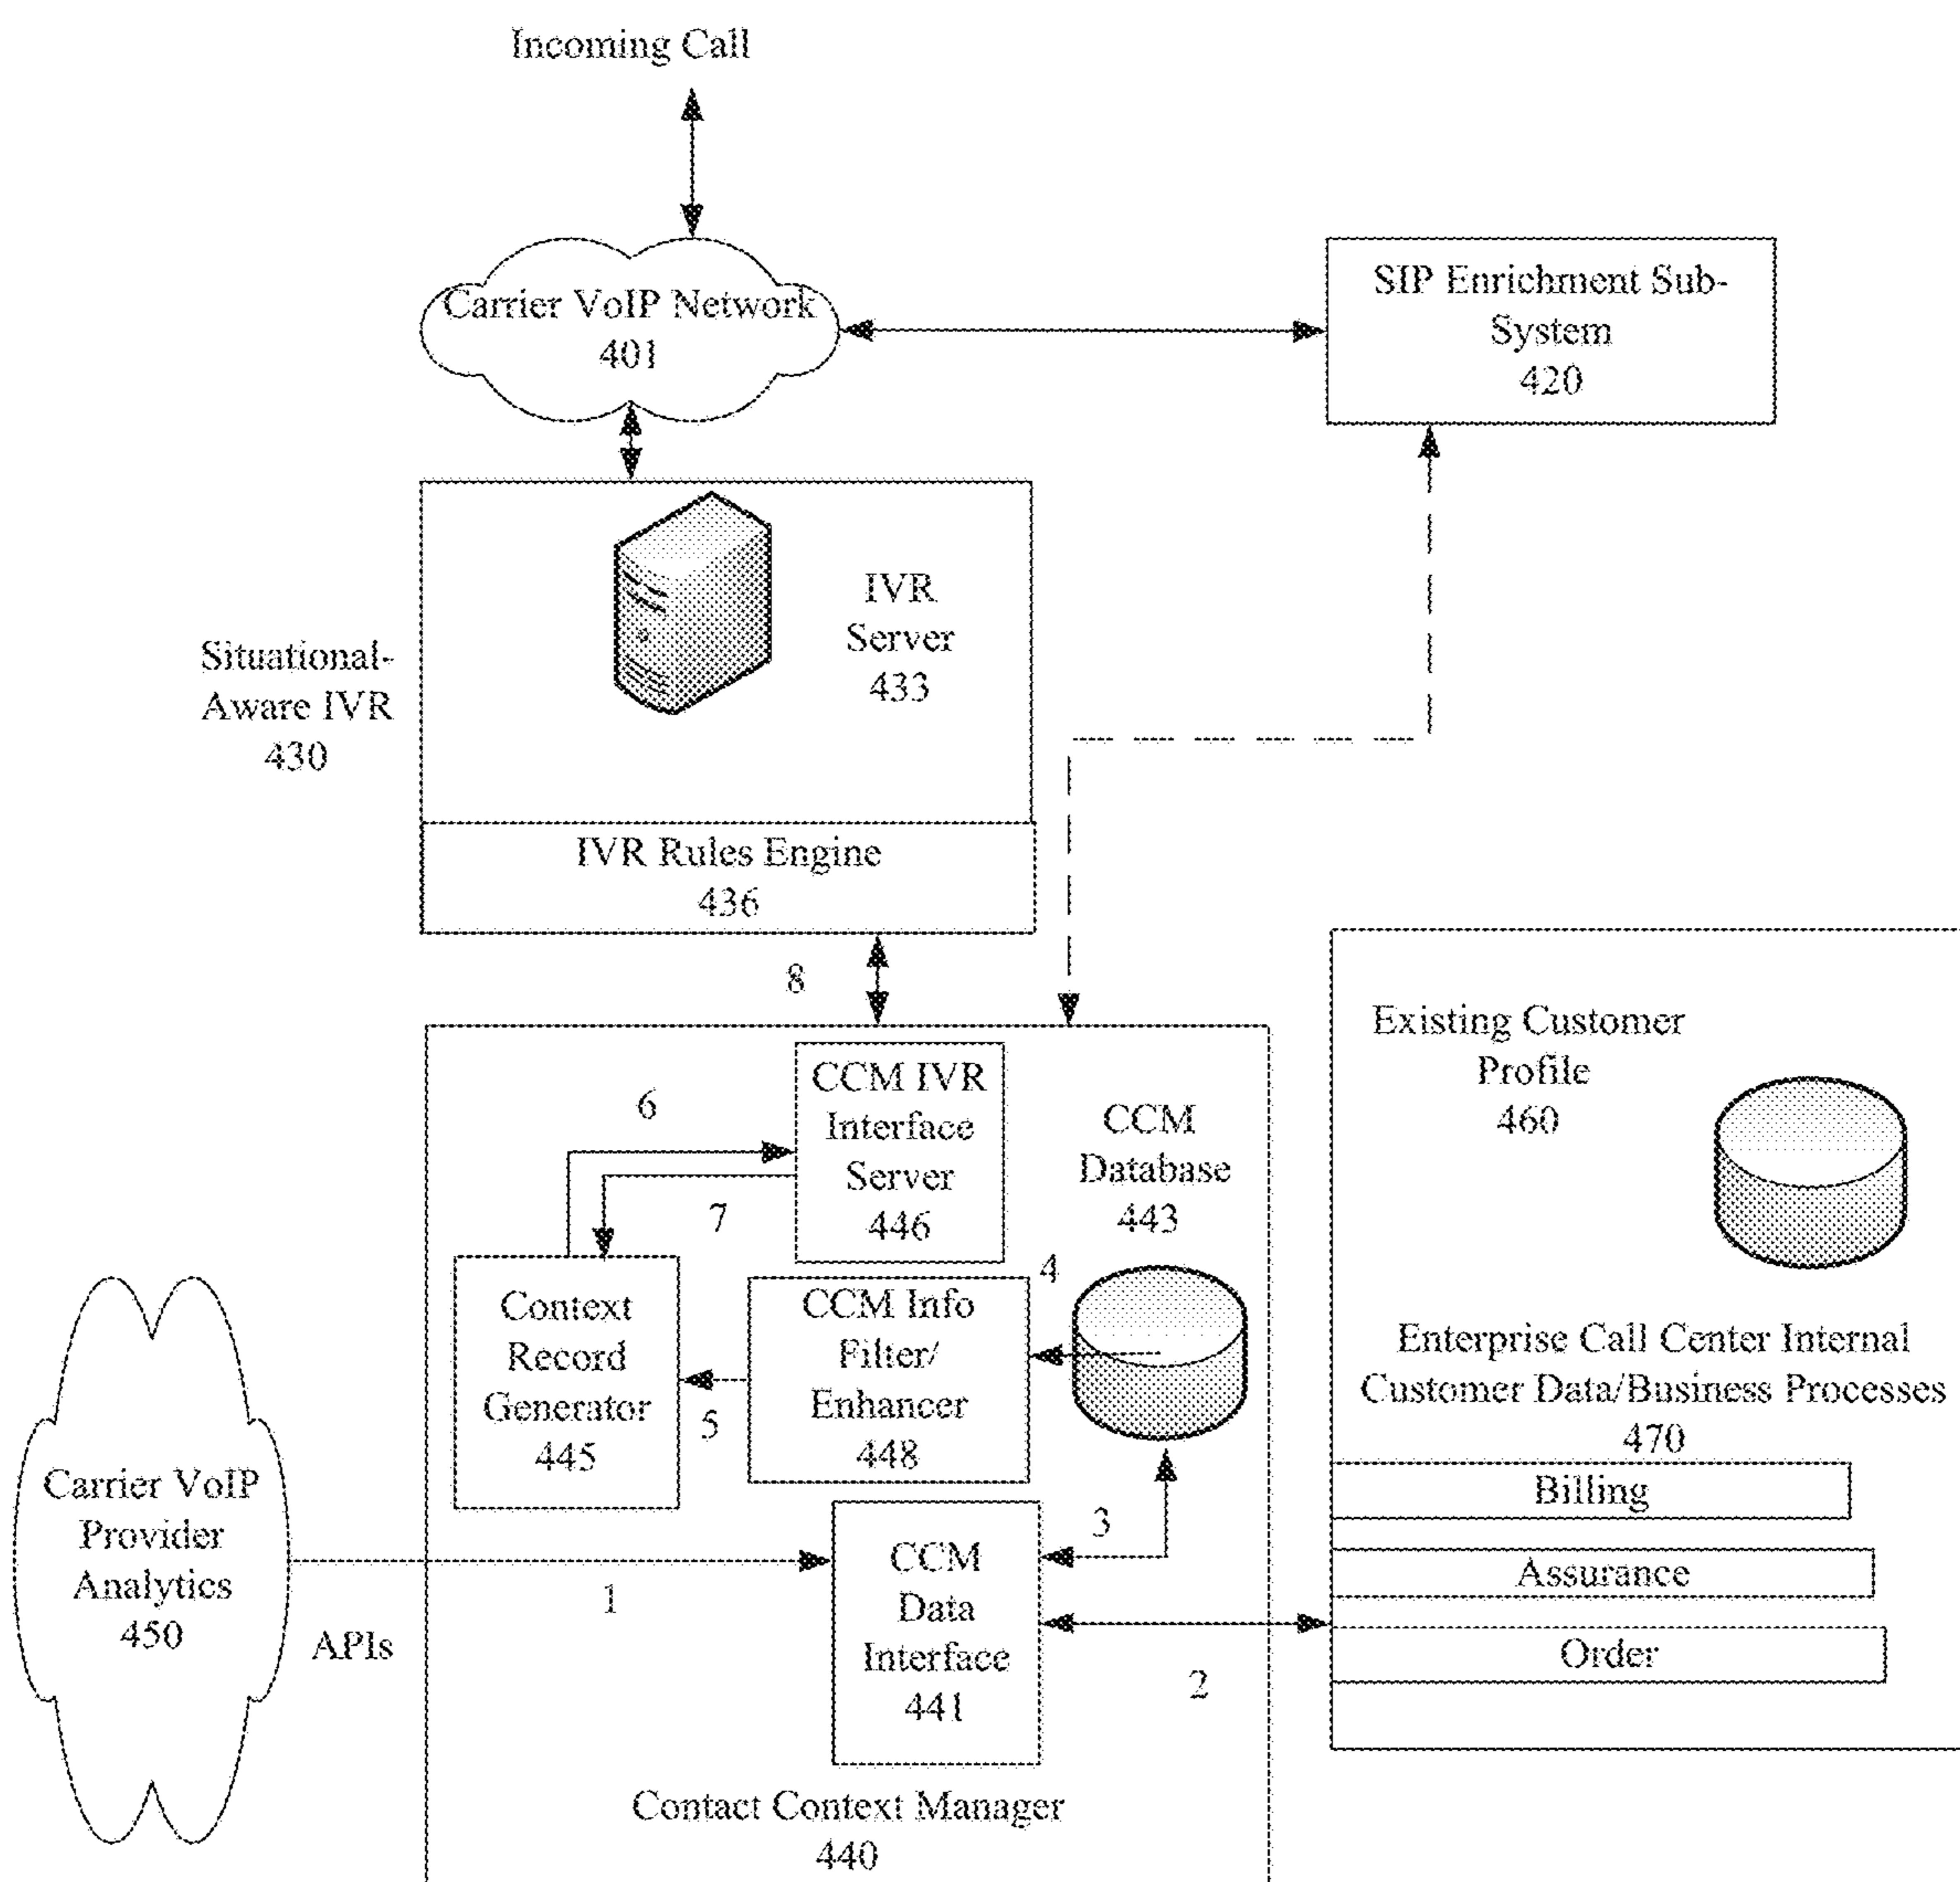 Incoming Call
Carrier VoIP Network
401
SIP Enrichment Sub-
System
420
IVR
Server
433
Situational-
Aware IVR
430
IVR Rules Engine
436
8
Existing Customer
Profile
460
CCM IVR
Interface
Server
446
6
7
CCM
Database
443
4
Context
Record
Generator
445
5
CCM Info
Filter/
Enhancer
448
Enterprise Call Center Internal
Customer Data/Business Processes
470
Billing
Assurance
Order
Carrier VoIP
Provider
Analytics
450
APIs
1
3
CCM
Data
Interface
441
2
Contact Context Manager
440